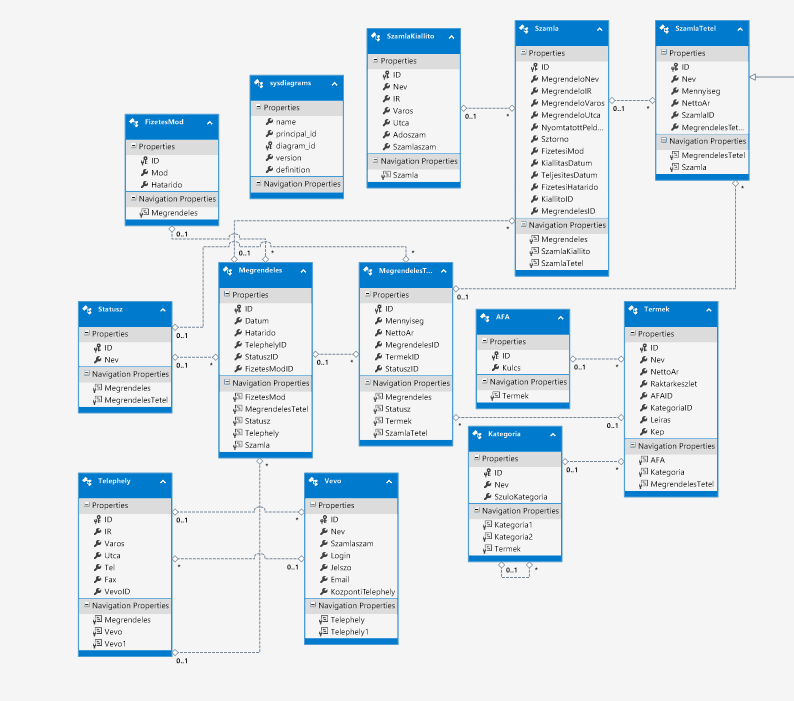 SzamlaKiallito
Properties
ID
Nev
IR
Varos
Utca
Adoszam
Szamlaszam
Navigation Properties
Szamla
0..1
*
Szamla
Properties
ID
MegrendeloNev
MegrendeloIR
MegrendeloVaros
MegrendeloUtca
NyomtatottPeld...
Sztorno
FizetesiMod
KiallitasDatum
TeljesitesDatum
FizetesiHatarido
KiallitoID
MegrendelesID
Navigation Properties
Megrendeles
SzamlaKiallito
SzamlaTetel
0..1
*
SzamlaTetel
Properties
ID
Nev
Mennyiseg
NettoAr
SzamlaID
MegrendelesTet...
Navigation Properties
MegrendelesTetel
Szamla
*
sysdiagrams
Properties
name
principal_id
diagram_id
version
definition
Navigation Properties
FizetesMod
Properties
ID
Mod
Hatarido
Navigation Properties
Megrendeles
0..1
*
0..1
*
*
Megrendeles
Properties
ID
Datum
Hatarido
TelephelyID
StatuszID
FizetesModID
Navigation Properties
FizetesMod
MegrendelesTetel
Statusz
Telephely
Szamla
0..1
*
*
MegrendelesT...
Properties
ID
Mennyiseg
NettoAr
MegrendelesID
TermekID
StatuszID
Navigation Properties
Megrendeles
Statusz
Termek
SzamlaTetel
0..1
*
Statusz
Properties
ID
Nev
Navigation Properties
Megrendeles
MegrendelesTetel
0..1
0..1
*
AFA
Properties
ID
Kulcs
Navigation Properties
Termek
0..1
*
Termek
Properties
ID
Nev
NettoAr
Raktarkeszlet
AFAID
KategoriaID
Leiras
Kep
Navigation Properties
AFA
Kategoria
MegrendelesTetel
0..1
Kategoria
Properties
ID
Nev
SzuloKategoria
Navigation Properties
Kategoria1
Kategoria2
Termek
0..1
*
0..1
*
Telephely
Properties
ID
IR
Varos
Utca
Tel
Fax
VevoID
Navigation Properties
Megrendeles
Vevo
Vevo1
0..1
*
*
0..1
0..1
Vevo
Properties
ID
Nev
Szamlaszam
Login
Jelszo
Email
KozpontiTelephely
Navigation Properties
Telephely
Telephely1